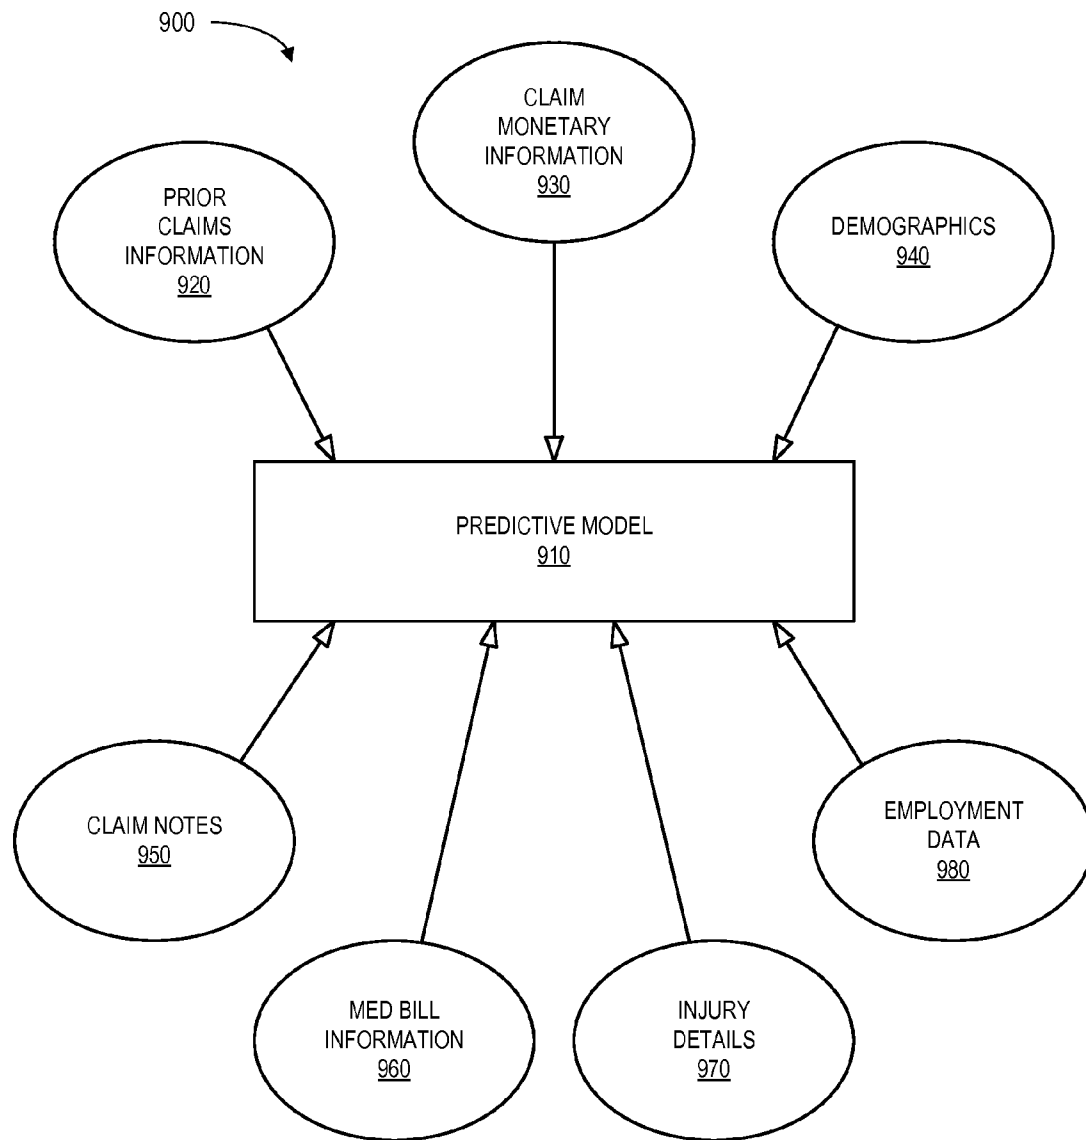 900
CLAIM
MONETARY
INFORMATION
930
PRIOR
CLAIMS
INFORMATION
920
DEMOGRAPHICS
940
PREDICTIVE MODEL
910
CLAIM NOTES
950
EMPLOYMENT
DATA
980
MED BILL
INFORMATION
960
INJURY
DETAILS
970